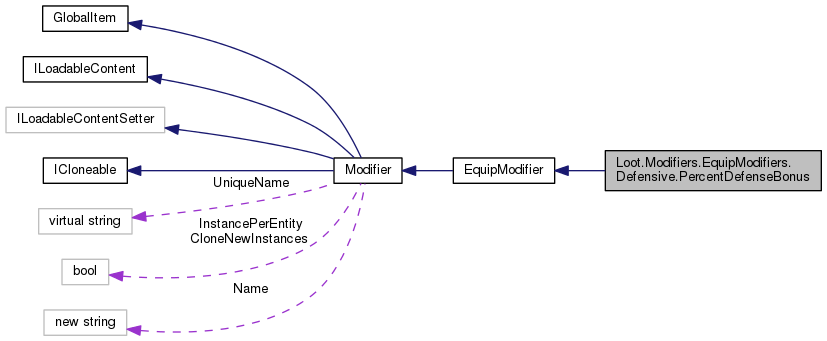 GlobalItem
ILoadableContent
ILoadableContentSetter
ICloneable
Modifier
EquipModifier
Loot.Modifiers.EquipModifiers.
Defensive.PercentDefenseBonus
UniqueName
virtual string
InstancePerEntity
CloneNewInstances
bool
Name
new string